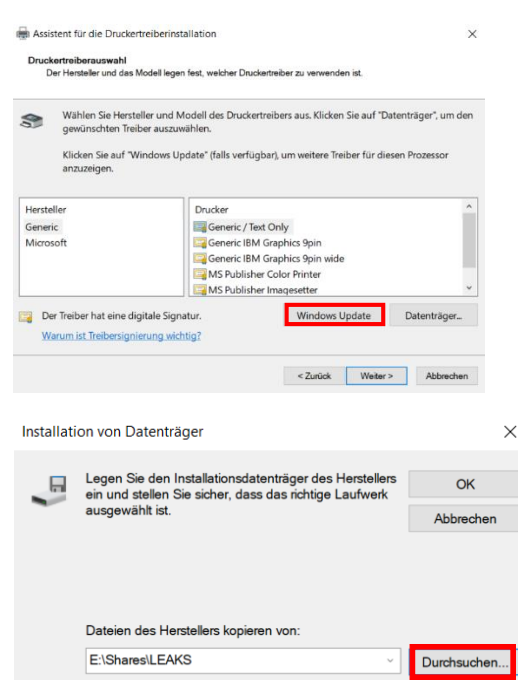 Assistent für die Druckertreiberinstallation
Druckertreiberauswahl
Der Hersteller und das Modell legen fest, welcher Druckertreiber zu verwenden ist.
Wählen Sie Hersteller und Modell des Druckertreibers aus. Klicken Sie auf "Datenträger", um den
gewünschten Treiber auszuwählen.
Klicken Sie auf "Windows Update" (falls verfügbar), um weitere Treiber für diesen Prozessor
anzuzeigen.
Hersteller
Generic
Microsoft
Drucker
Generic / Text Only
Generic IBM Graphics 9pin
Generic IBM Graphics 9pin wide
MS Publisher Color Printer
MS Publisher Imagesetter
Der Treiber hat eine digitale Signatur.
Warum ist Treibersignierung wichtig?
Windows Update
Datenträger...
< Zurück
Weiter >
Abbrechen
Installation von Datenträger
Legen Sie den Installationsdatenträger des Herstellers
ein und stellen Sie sicher, dass das richtige Laufwerk
ausgewählt ist.
OK
Abbrechen
Dateien des Herstellers kopieren von:
E:\Shares\LEAKS
Durchsuchen...